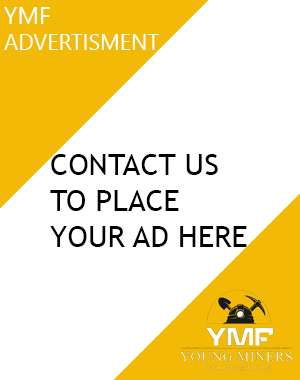 YMF
ADVERTISMENT
CONTACT US
TO PLACE
YOUR AD HERE
YMF
YOUNG MINERS